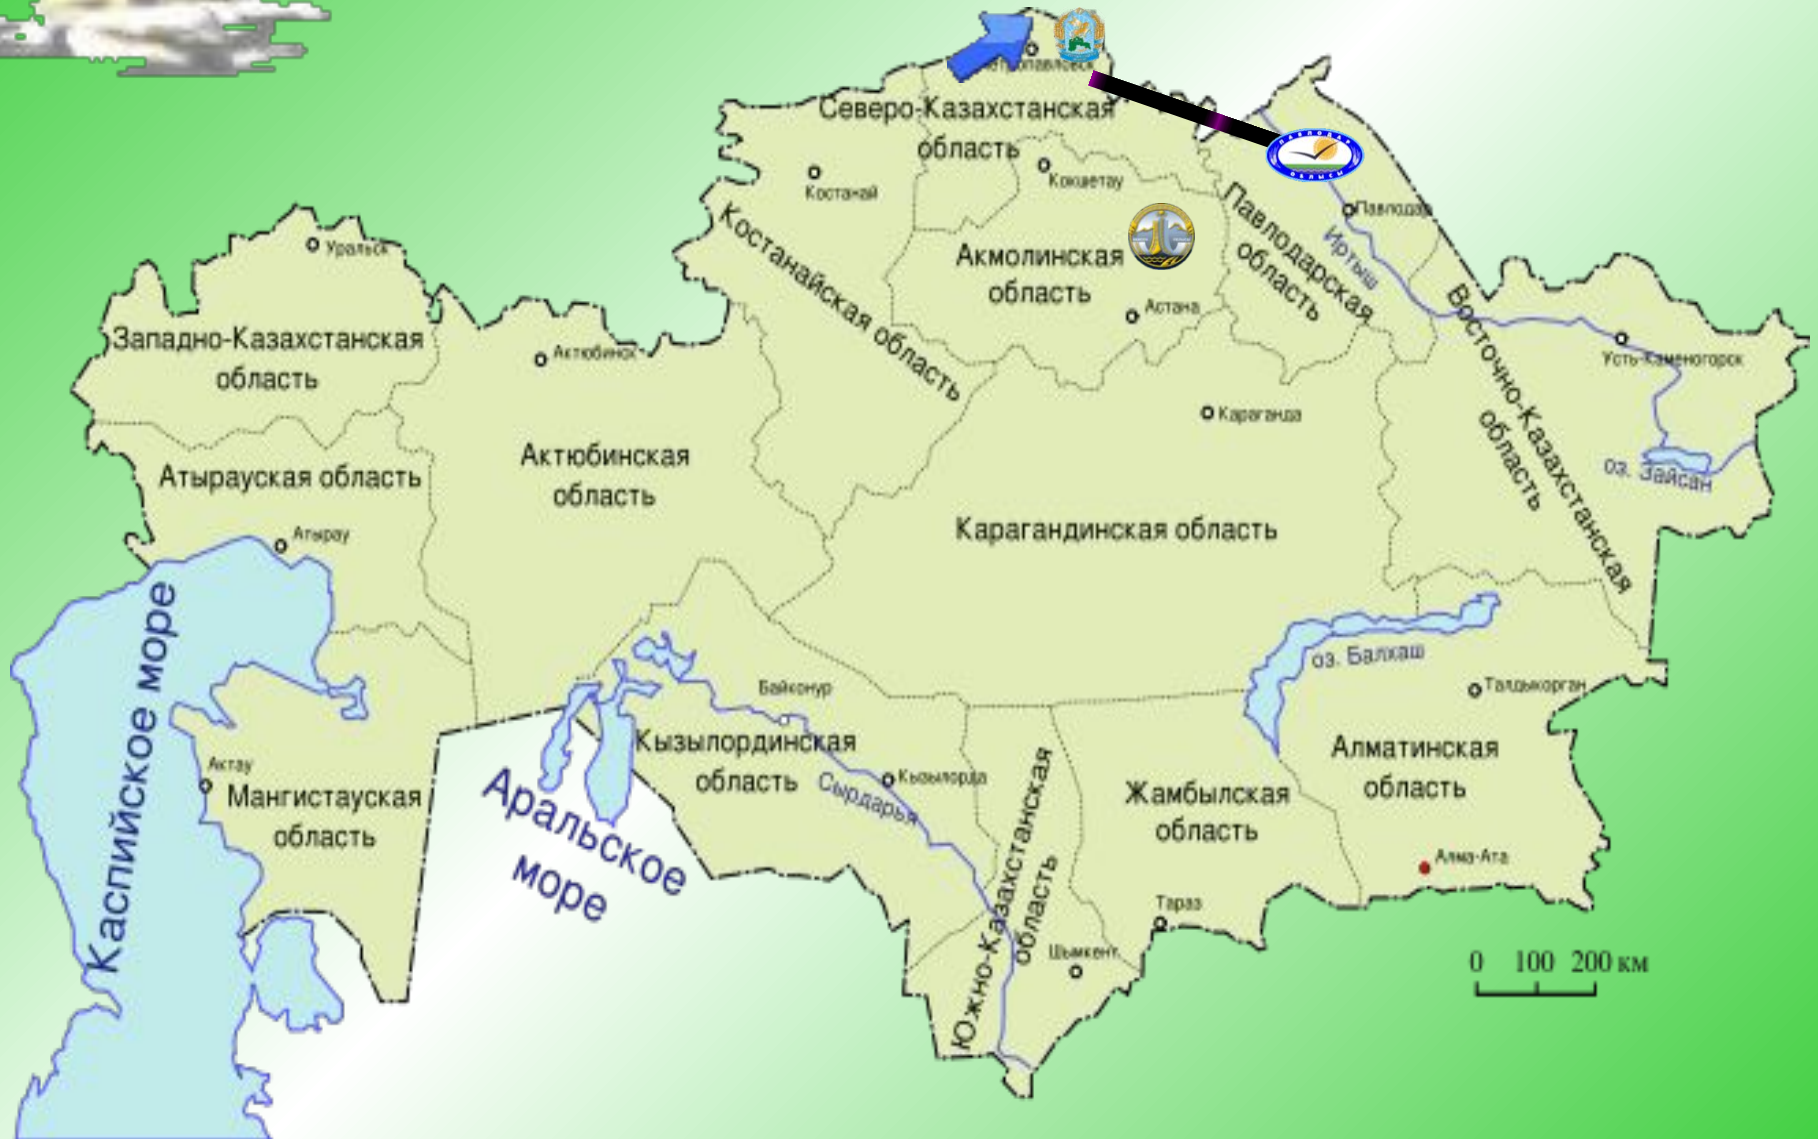 Петропавловск
Северо-Казахстанская
область
Костанай
Кокшетау
Костанайская область
Акмолинская
область
Астана
ПАВЛОДАР
ОБЛЫСЫ
Павлодар
Иртыш
Павлодарская
область
Уральск
Западно-Казахстанская
область
Актюбинск
Восточно-Казахстанская
область
Усть-Каменогорск
оз. Зайсан
Караганда
Атырауская область
Атырау
Актюбинская
область
Карагандинская область
Каспийское море
оз. Балхаш
Талдыкорган
Байконур
Кызылординская
область
Кызылорда
Сырдарья
Аральское
море
Актау
Мангистауская
область
Южно-Казахстанская
область
Жамбылская
область
Алматинская
область
Алма-Ата
Тараз
Шымкент
0 100 200 км